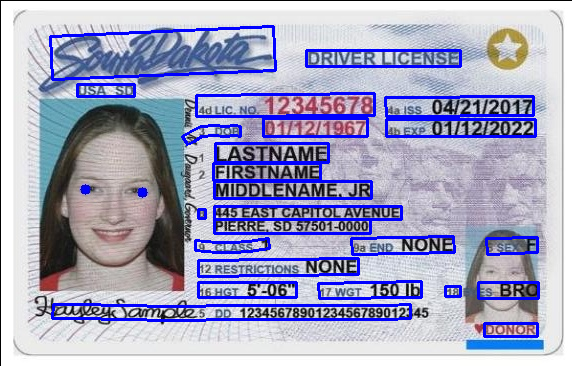 South Dakota
DRIVER LICENSE
USA SD
4d LIC. NO. 12345678 4a ISS 04/21/2017
3 DOB 01/12/1967 4b EXP 01/12/2022
1 LASTNAME
2 FIRSTNAME
MIDDLENAME, JR
8 445 EAST CAPITOL AVENUE
PIERRE, SD 57501-0000
9 CLASS 1 9a END NONE SEX F
12 RESTRICTIONS NONE
16 HGT 5'-06" 17 WGT 150 lb 18 EYES BRO
Hayley Sample 5 DD 1234567890123456789012345
DONOR